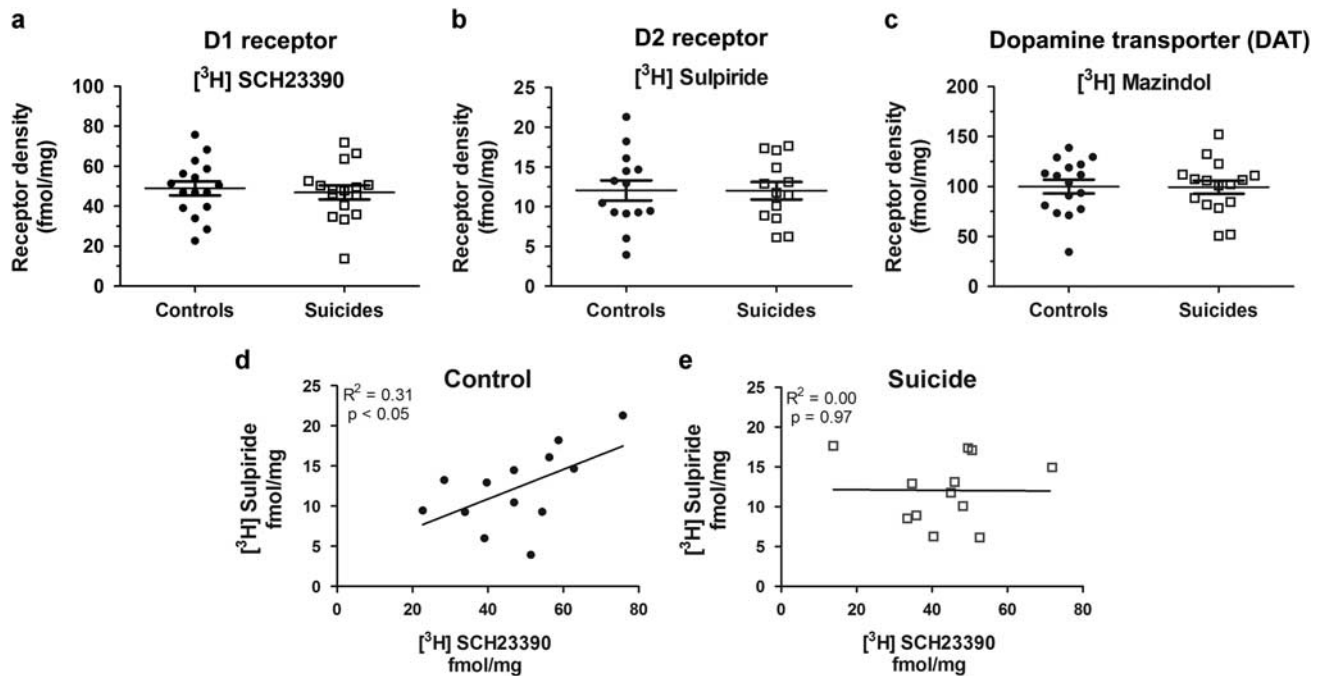 a
D1 receptor
[³H] SCH23390
Receptor density
(fmol/mg)
100
80
60
40
20
0
Controls
Suicides
b
D2 receptor
[³H] Sulpiride
Receptor density
(fmol/mg)
25
20
15
10
5
0
Controls
Suicides
c
Dopamine transporter (DAT)
[³H] Mazindol
Receptor density
(fmol/mg)
200
150
100
50
0
Controls
Suicides
d
Control
R² = 0.31
p < 0.05
[³H] Sulpiride
fmol/mg
25
20
15
10
5
0
0
20
40
60
80
[³H] SCH23390
fmol/mg
e
Suicide
R² = 0.00
p = 0.97
[³H] Sulpiride
fmol/mg
25
20
15
10
5
0
0
20
40
60
80
[³H] SCH23390
fmol/mg